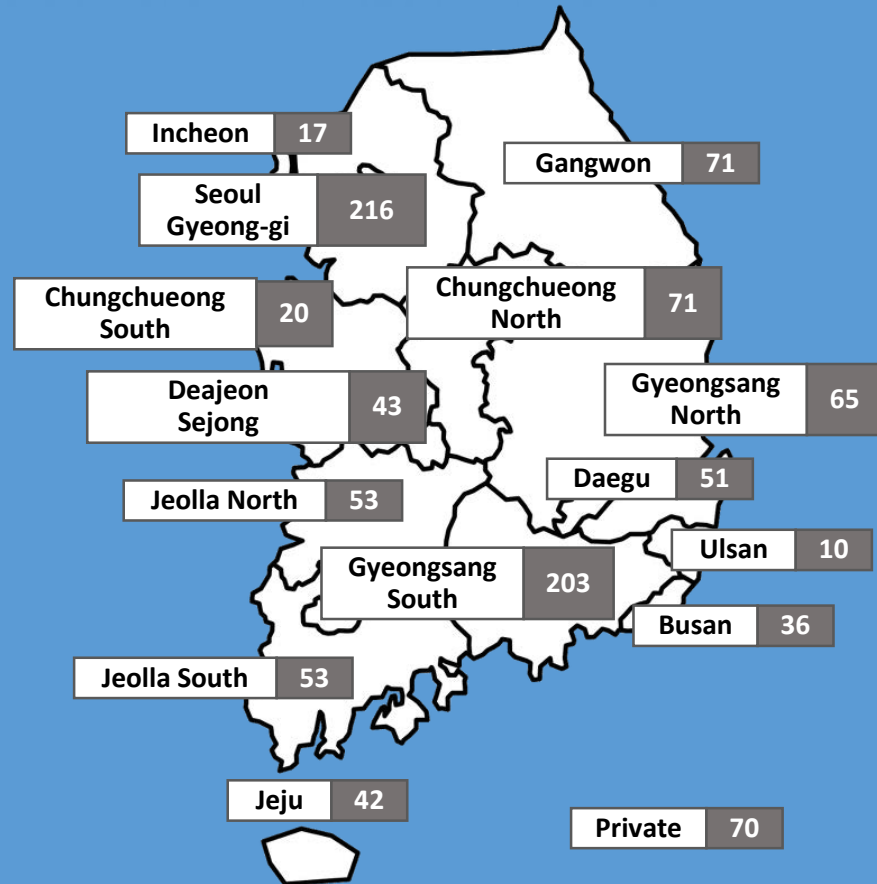 Incheon 17
Gangwon 71
Seoul
Gyeong-gi 216
Chungchueong
South 20
Chungcheong
North 71
Deajeon
Sejong 43
Gyeongsang
North 65
Daegu 51
Jeolla North 53
Ulsan 10
Gyeongsang
South 203
Busan 36
Jeolla South 53
Jeju 42
Private 70